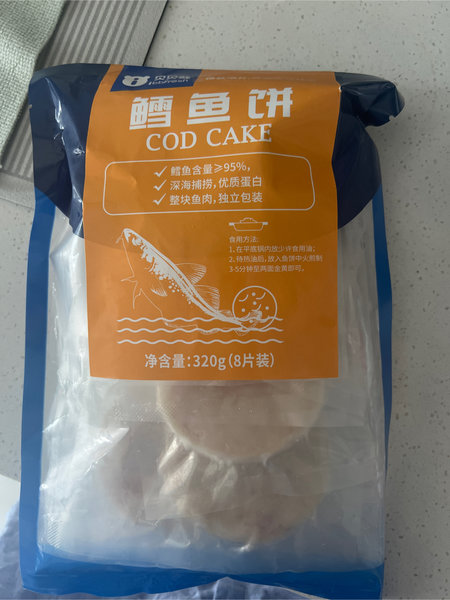 鳕鱼饼
COD CAKE
✓ 鳕鱼含量≥95%,
✓ 深海捕捞,优质蛋白
✓ 整块鱼肉,独立包装
食用方法:
1.在平底锅内放少许食用油;
2.待热油后,放入鱼饼中火煎制
3-5分钟至两面金黄即可。
净含量:320g(8片装)